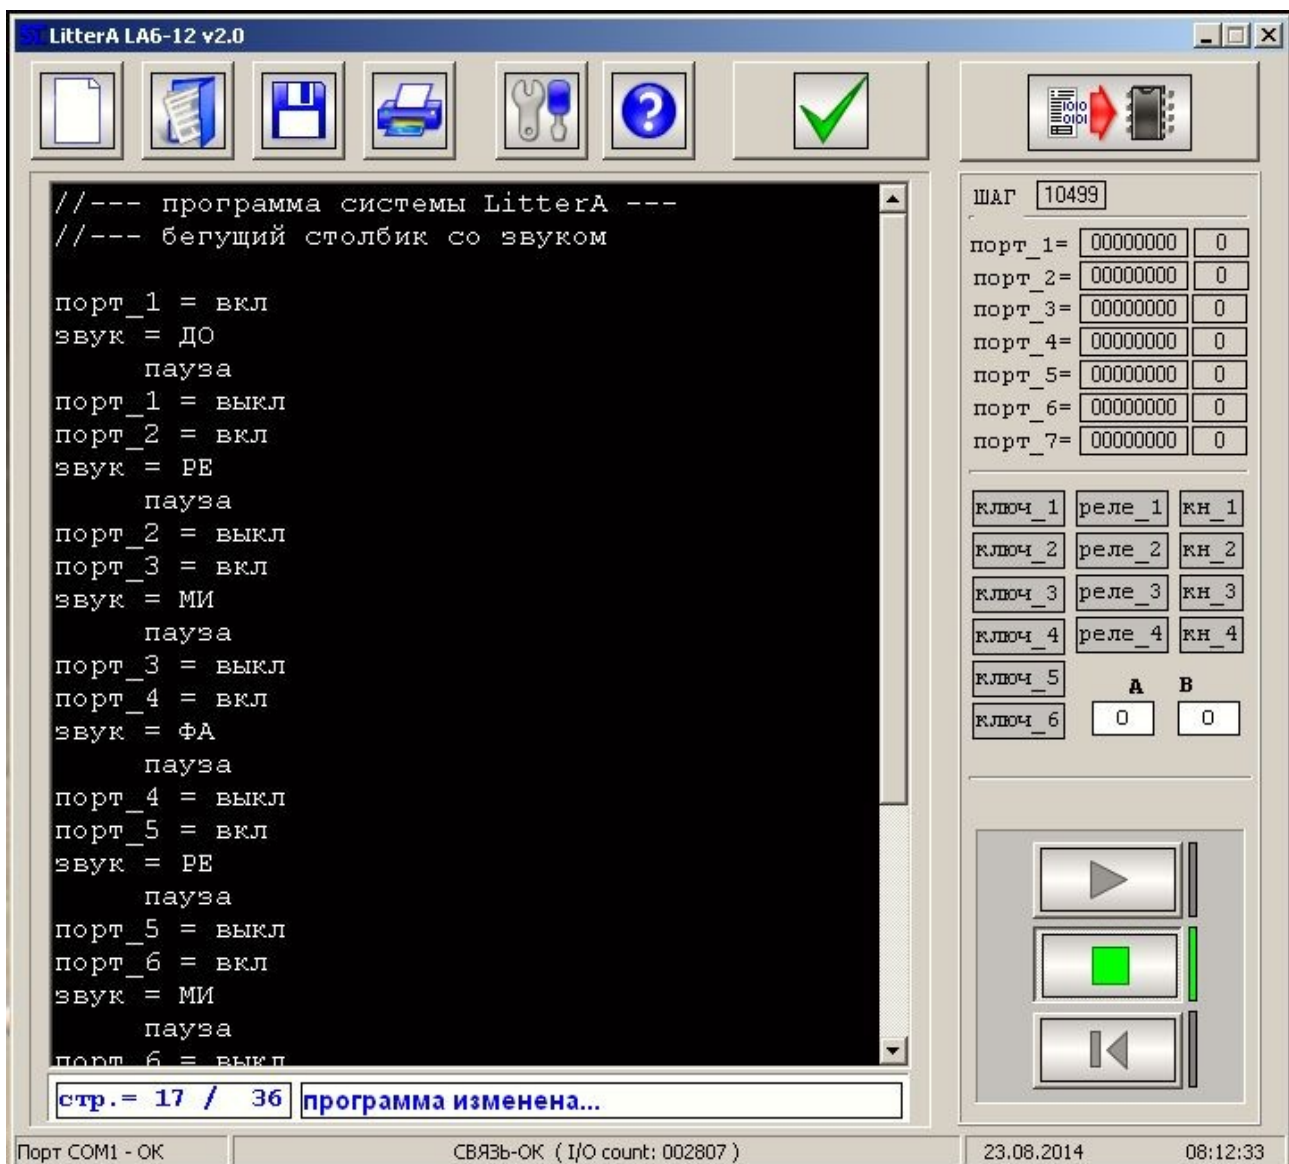 LitterA LA6-12 v2.0
//--- программа системы LitterA ---
//--- бегущий столбик со звуком
порт_1 = вкл
звук = ДО
пауза
порт_1 = выкл
порт_2 = вкл
звук = РЕ
пауза
порт_2 = выкл
порт_3 = вкл
звук = МИ
пауза
порт_3 = выкл
порт_4 = вкл
звук = ФА
пауза
порт_4 = выкл
порт_5 = вкл
звук = РЕ
пауза
порт_5 = выкл
порт_6 = вкл
звук = МИ
пауза
порт_6 = выкл
стр.= 17 / 36 программа изменена...
ШАГ 10499
порт_1= 00000000 0
порт_2= 00000000 0
порт_3= 00000000 0
порт_4= 00000000 0
порт_5= 00000000 0
порт_6= 00000000 0
порт_7= 00000000 0
ключ_1 реле_1 кн_1
ключ_2 реле_2 кн_2
ключ_3 реле_3 кн_3
ключ_4 реле_4 кн_4
ключ_5 A B
ключ_6 0 0
Порт COM1 - ОК СВЯЗЬ-ОК ( I/O count: 002807 ) 23.08.2014 08:12:33